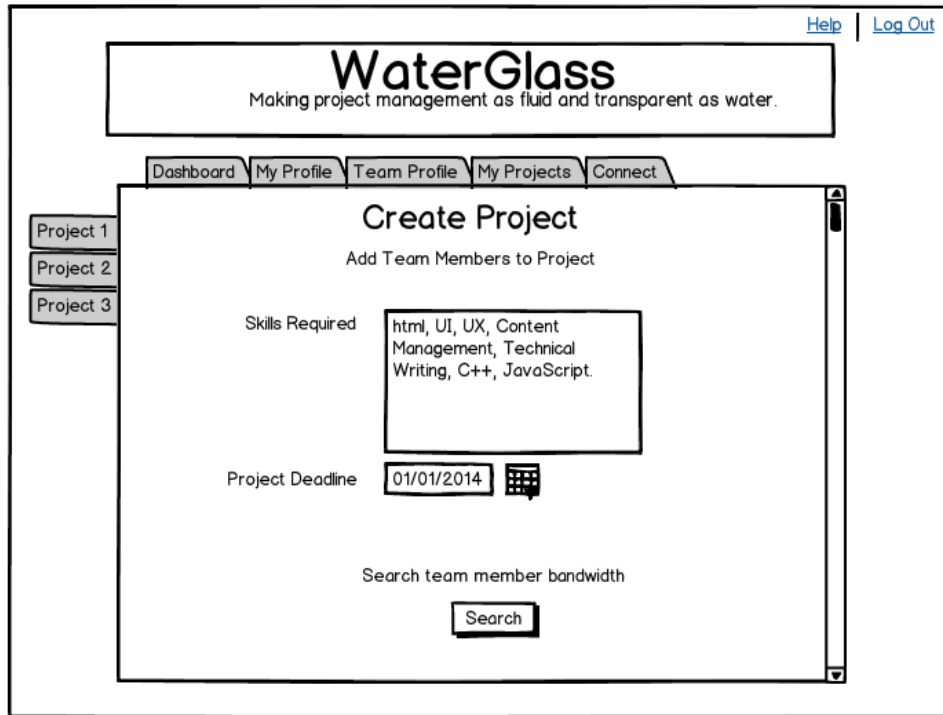 Help
Log Out
WaterGlass
Making project management as fluid and transparent as water.
Dashboard
My Profile
Team Profile
My Projects
Connect
Project 1
Project 2
Project 3
Create Project
Add Team Members to Project
Skills Required
html, UI, UX, Content
Management, Technical
Writing, C++, JavaScript.
Project Deadline
01/01/2014
Search team member bandwidth
Search